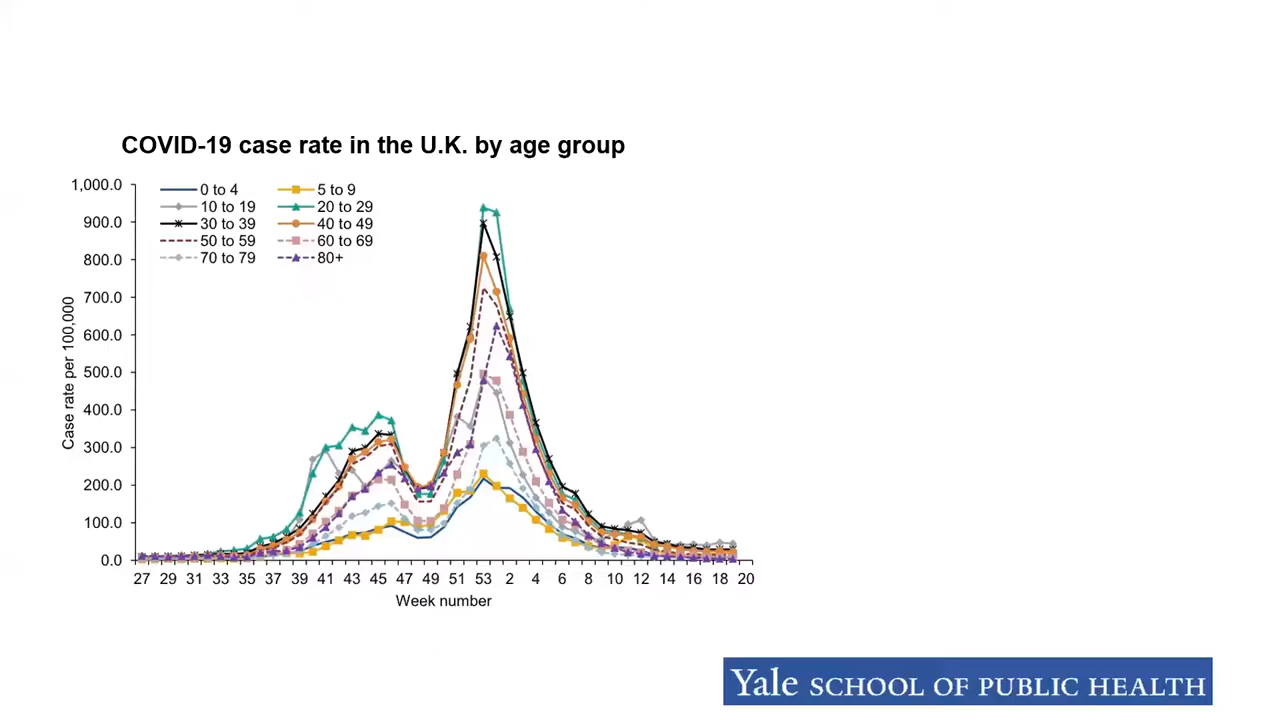 COVID-19 case rate in the U.K. by age group
1,000.0
900.0
800.0
700.0
600.0
500.0
400.0
300.0
200.0
100.0
0.0
Case rate per 100,000
0 to 4
5 to 9
10 to 19
20 to 29
30 to 39
40 to 49
50 to 59
60 to 69
70 to 79
80+
27 29 31 33 35 37 39 41 43 45 47 49 51 53 2 4 6 8 10 12 14 16 18 20
Week number
Yale SCHOOL OF PUBLIC HEALTH